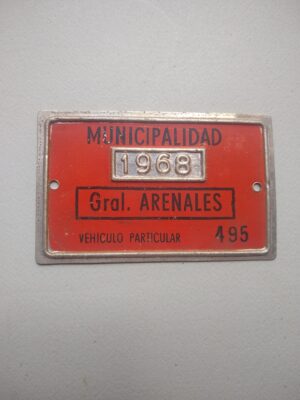 MUNICIPALIDAD
1968
Gral. ARENALES
VEHICULO PARTICULAR 495